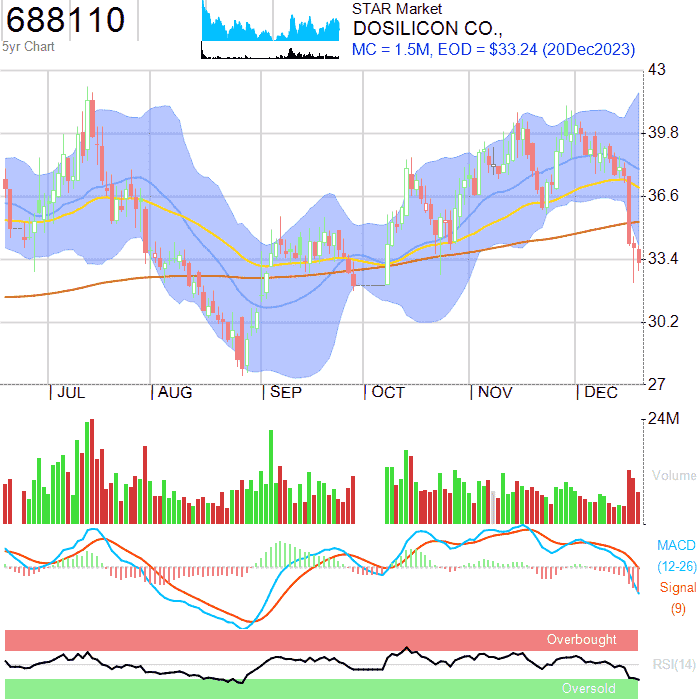 688110
5yr Chart
STAR Market
DOSILICON CO.,
MC = 1.5M, EOD = $33.24 (20Dec2023)
43
39.8
36.6
33.4
30.2
27
JUL
AUG
SEP
OCT
NOV
DEC
24M
Volume
MACD
(12-26)
Signal
(9)
Overbought
RSI(14)
Oversold